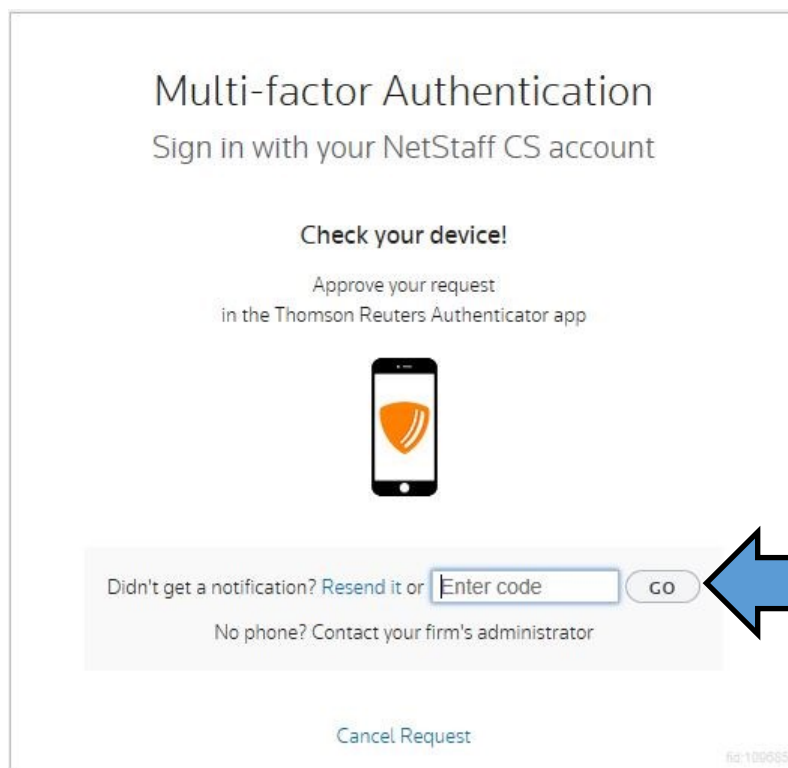 Multi-factor Authentication
Sign in with your NetStaff CS account
Check your device!
Approve your request
in the Thomson Reuters Authenticator app
Didn't get a notification? Resend it or Enter code GO
No phone? Contact your firm's administrator
Cancel Request